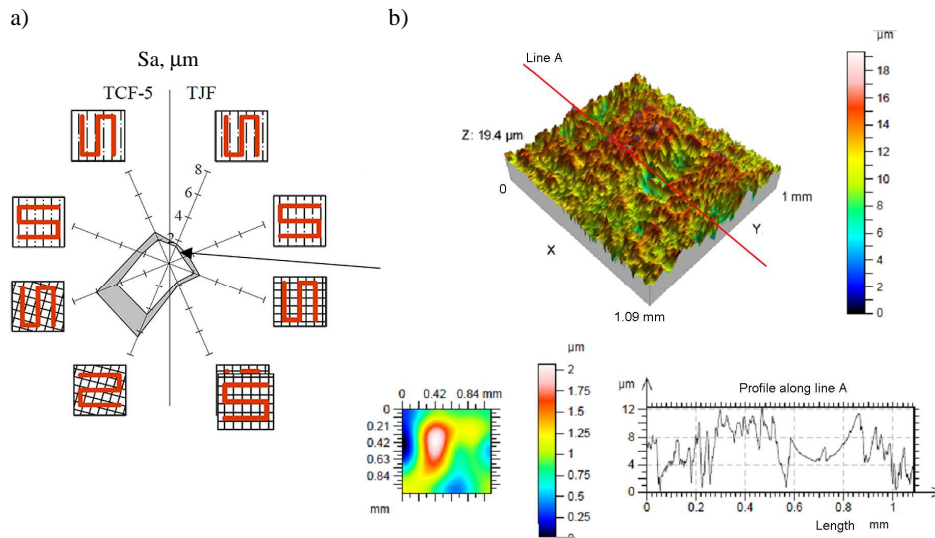 a)
b)
Sa, μm
TCF-5
TJF
8
6
4
2
Line A
Z: 19.4 μm
0
X
Y
1 mm
1.09 mm
μm
18
16
14
12
10
8
6
4
2
0
μm
2
1.75
1.5
1.25
1
0.75
0.5
0.25
0
0 0.42 0.84 mm
0
0.21
0.42
0.63
0.84
mm
μm
Profile along line A
12
8
4
0
0 0.2 0.4 0.6 0.8 1
Length mm